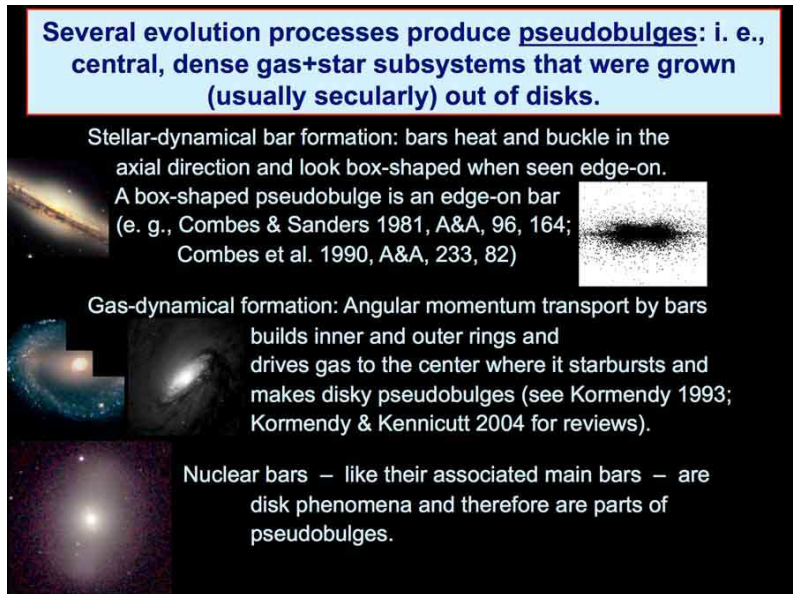 Several evolution processes produce pseudobulges: i. e.,
central, dense gas+star subsystems that were grown
(usually secularly) out of disks.
Stellar-dynamical bar formation: bars heat and buckle in the
axial direction and look box-shaped when seen edge-on.
A box-shaped pseudobulge is an edge-on bar
(e. g., Combes & Sanders 1981, A&A, 96, 164;
Combes et al. 1990, A&A, 233, 82)
Gas-dynamical formation: Angular momentum transport by bars
builds inner and outer rings and
drives gas to the center where it starbursts and
makes disky pseudobulges (see Kormendy 1993;
Kormendy & Kennicutt 2004 for reviews).
Nuclear bars – like their associated main bars – are
disk phenomena and therefore are parts of
pseudobulges.